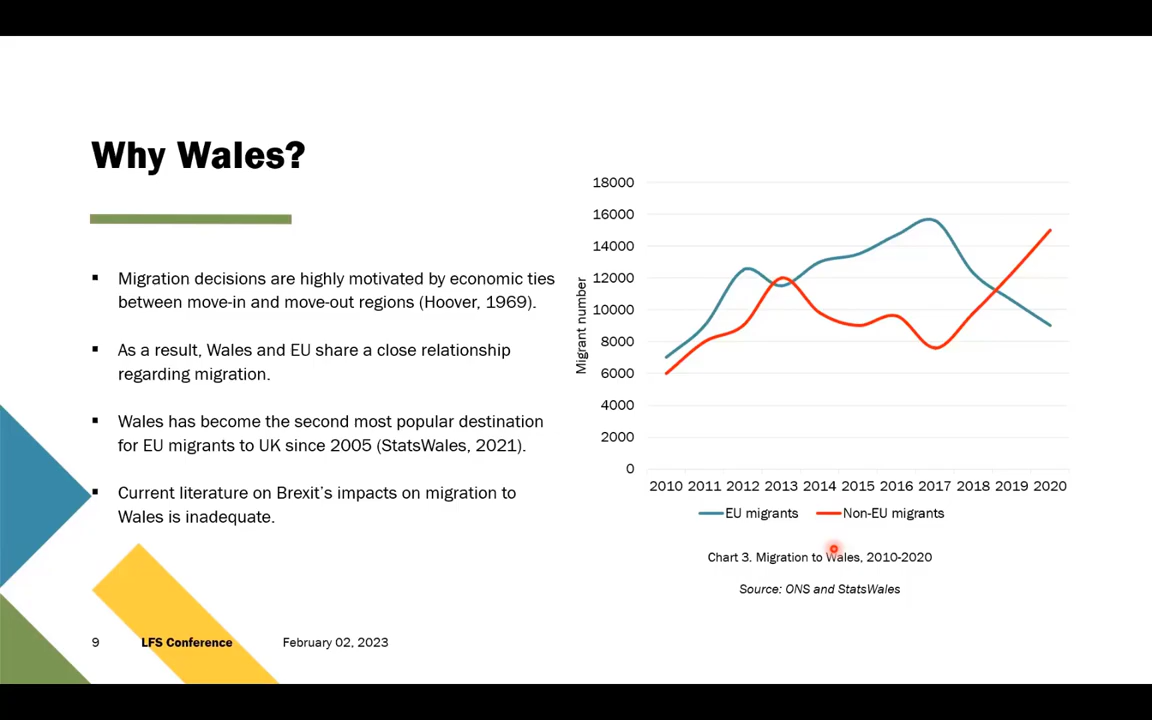 Why Wales?
▪ Migration decisions are highly motivated by economic ties
between move-in and move-out regions (Hoover, 1969).
▪ As a result, Wales and EU share a close relationship
regarding migration.
▪ Wales has become the second most popular destination
for EU migrants to UK since 2005 (StatsWales, 2021).
▪ Current literature on Brexit’s impacts on migration to
Wales is inadequate.
Migrant number
18000
16000
14000
12000
10000
8000
6000
4000
2000
0
2010 2011 2012 2013 2014 2015 2016 2017 2018 2019 2020
EU migrants Non-EU migrants
Chart 3. Migration to Wales, 2010-2020
Source: ONS and StatsWales
9 LFS Conference February 02, 2023